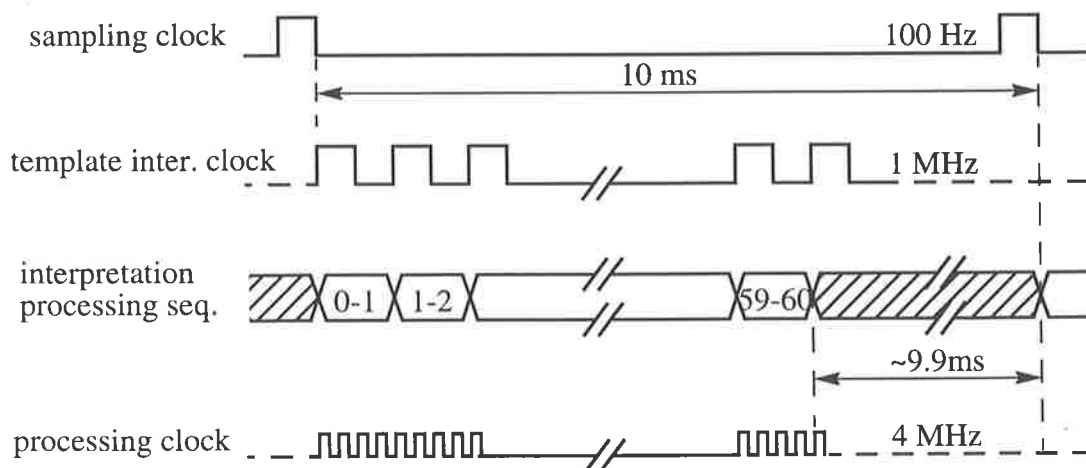 sampling clock
100 Hz
10 ms
template inter. clock
1 MHz
interpretation
processing seq.
0-1
1-2
59-60
~9.9ms
processing clock
4 MHz